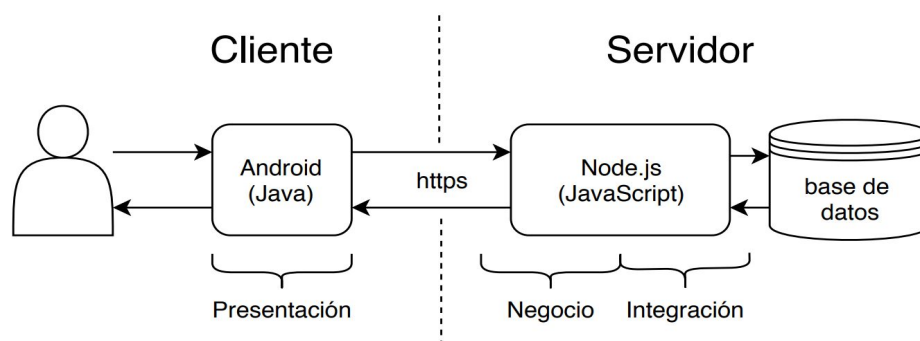 Cliente
Servidor
Android
(Java)
https
Node.js
(JavaScript)
base de
datos
Presentación
Negocio
Integración